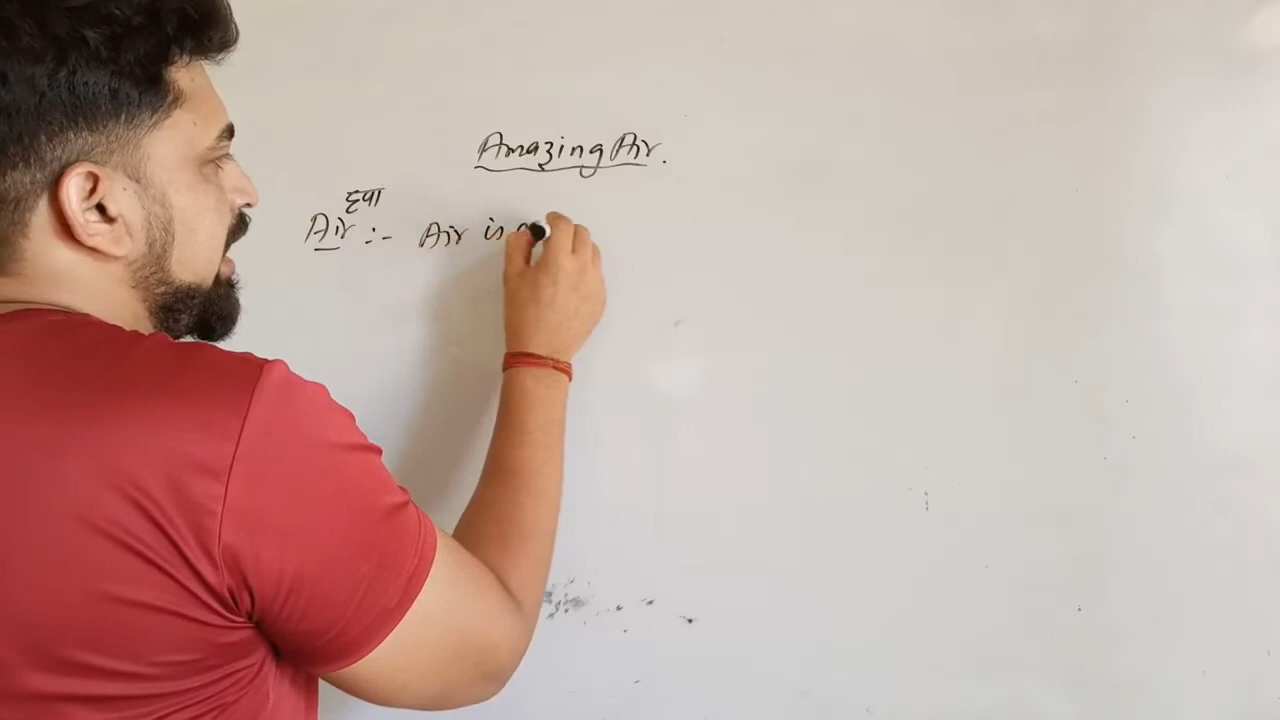 Amazing Air.
हवा
Air :- Air is